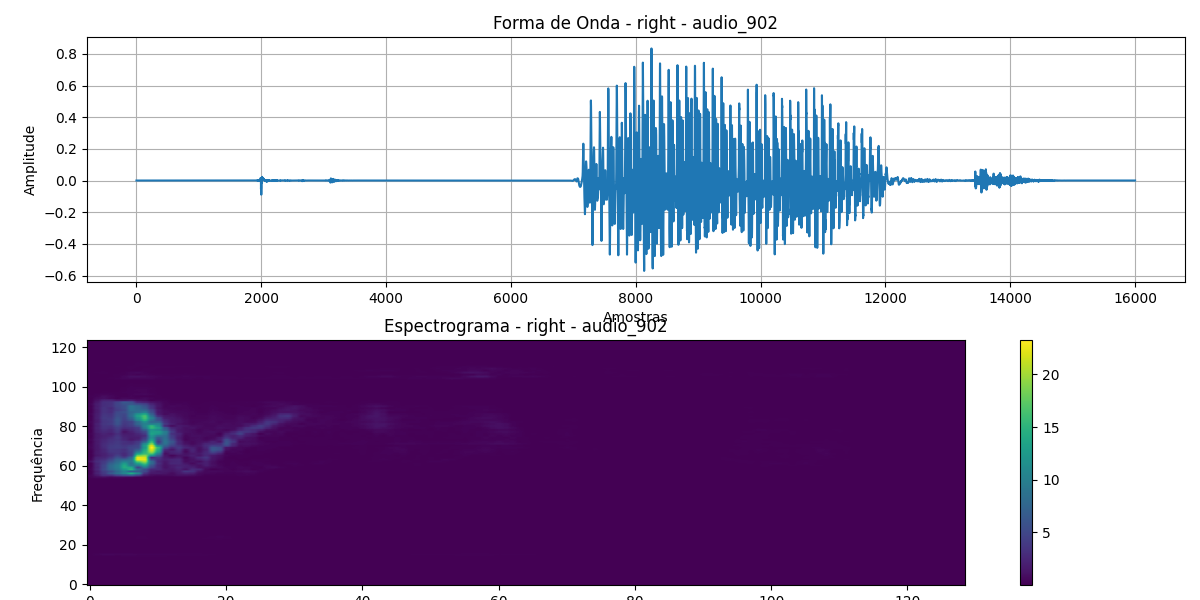 Forma de Onda - right - audio_902
0.8
0.6
0.4
0.2
0.0
−0.2
−0.4
−0.6
Amplitude
0 2000 4000 6000 8000 10000 12000 14000 16000
Amostras
Espectrograma - right - audio_902
120
100
80
60
40
20
0
Frequência
0 20 40 60 80 100 120
20
15
10
5